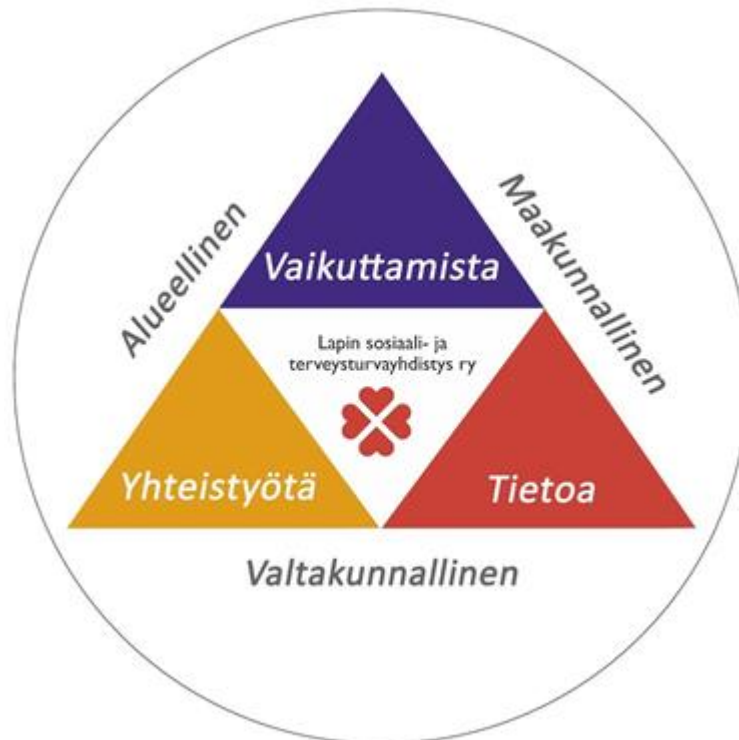 Alueellinen
Maakunnallinen
Vaikuttamista
Lapin sosiaali- ja
terveysturvayhdistys ry
Yhteistyötä
Tietoa
Valtakunnallinen